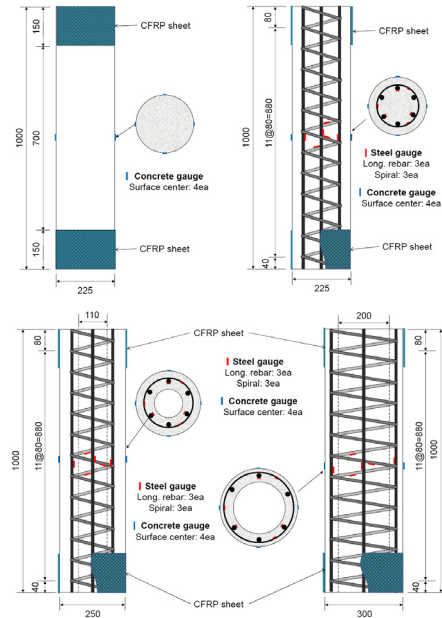 150
CFRP sheet
1000
700
Concrete gauge
Surface center: 4ea
150
CFRP sheet
225
80
CFRP sheet
1000
11@80=880
Steel gauge
Long. rebar: 3ea
Spiral: 3ea
Concrete gauge
Surface center: 4ea
CFRP sheet
40
225
110
200
80
CFRP sheet
80
Steel gauge
Long. rebar: 3ea
Spiral: 3ea
Concrete gauge
Surface center: 4ea
1000
11@80=880
11@80=880
1000
Steel gauge
Long. rebar: 3ea
Spiral: 3ea
Concrete gauge
Surface center: 4ea
40
CFRP sheet
40
250
300